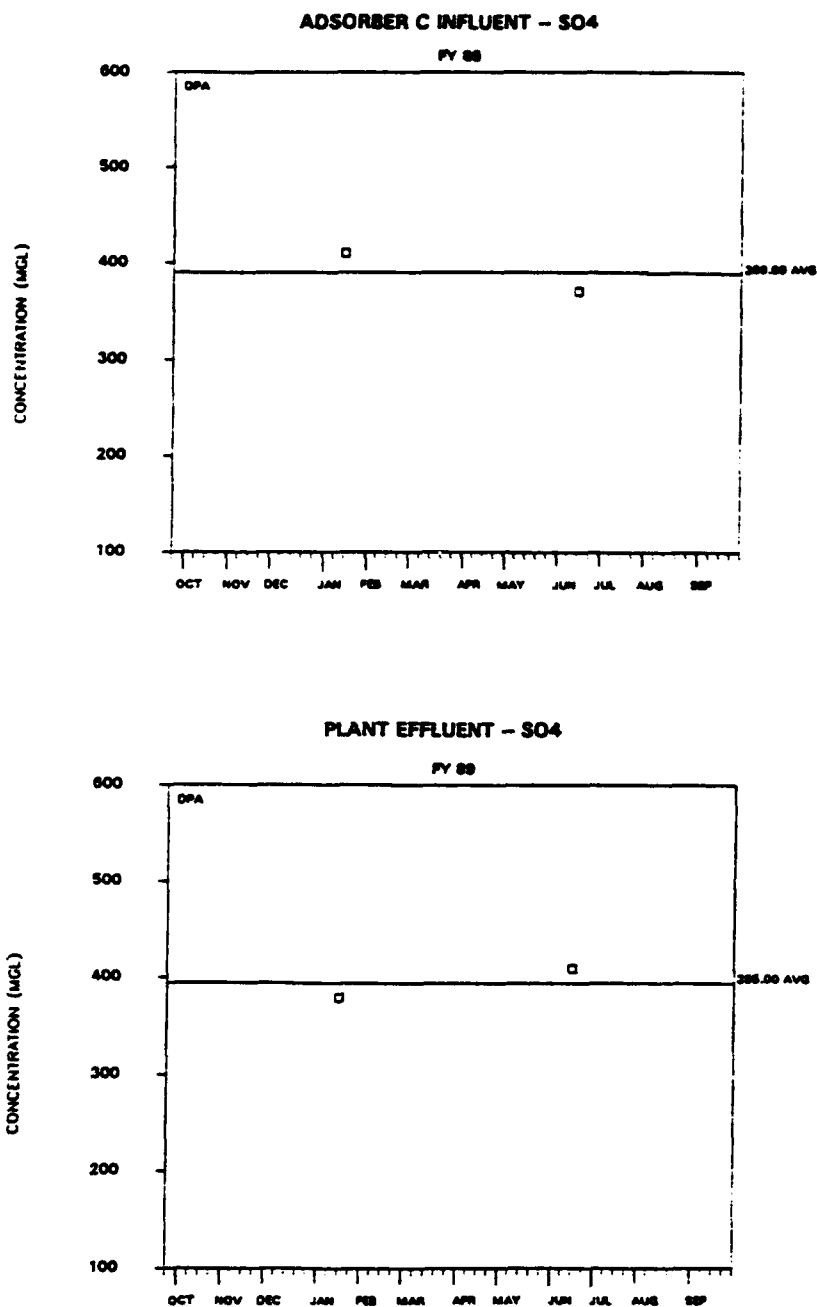 ADSORBER C INFLUENT – SO4
FY
600
DPA
500
400
AVG
300
200
100
CONCENTRATION (MGL)
OCT NOV DEC JAN FEB MAR APR MAY JUN JUL AUG SEP
PLANT EFFLUENT – SO4
FY 89
600
DPA
500
400
395.00 AVG
300
200
100
CONCENTRATION (MGL)
OCT NOV DEC JAN FEB MAR APR MAY JUN JUL AUG SEP